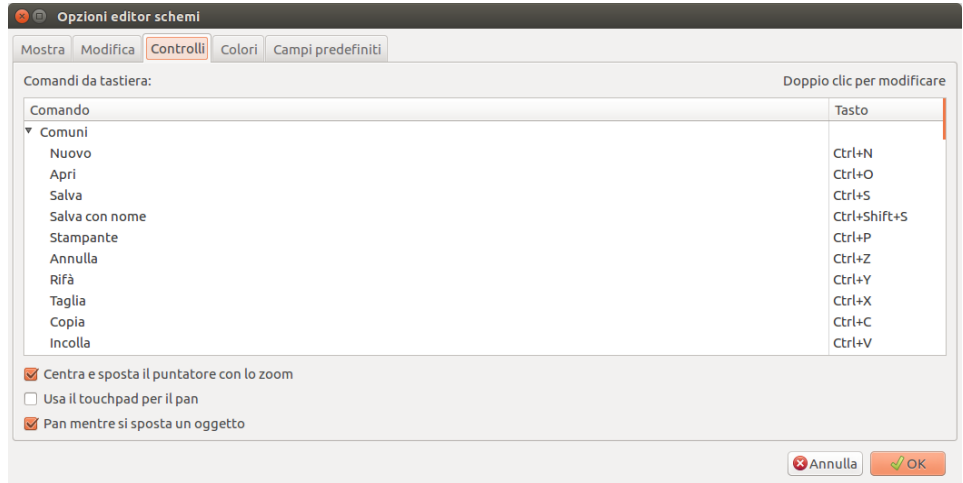 Opzioni editor schemi
Mostra Modifica Controlli Colori Campi predefiniti
Comandi da tastiera: Doppio clic per modificare
Comando Tasto
Comuni
Nuovo Ctrl+N
Apri Ctrl+O
Salva Ctrl+S
Salva con nome Ctrl+Shift+S
Stampante Ctrl+P
Annulla Ctrl+Z
Rifà Ctrl+Y
Taglia Ctrl+X
Copia Ctrl+C
Incolla Ctrl+V
Centra e sposta il puntatore con lo zoom
Usa il touchpad per il pan
Pan mentre si sposta un oggetto
Annulla OK